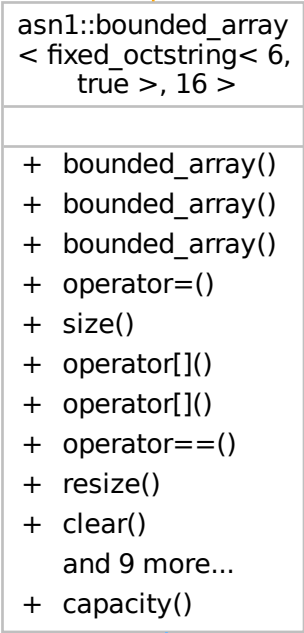 asn1::bounded_array
< fixed_octstring< 6,
true >, 16 >
+ bounded_array()
+ bounded_array()
+ bounded_array()
+ operator=()
+ size()
+ operator[]()
+ operator[]()
+ operator==()
+ resize()
+ clear()
and 9 more...
+ capacity()